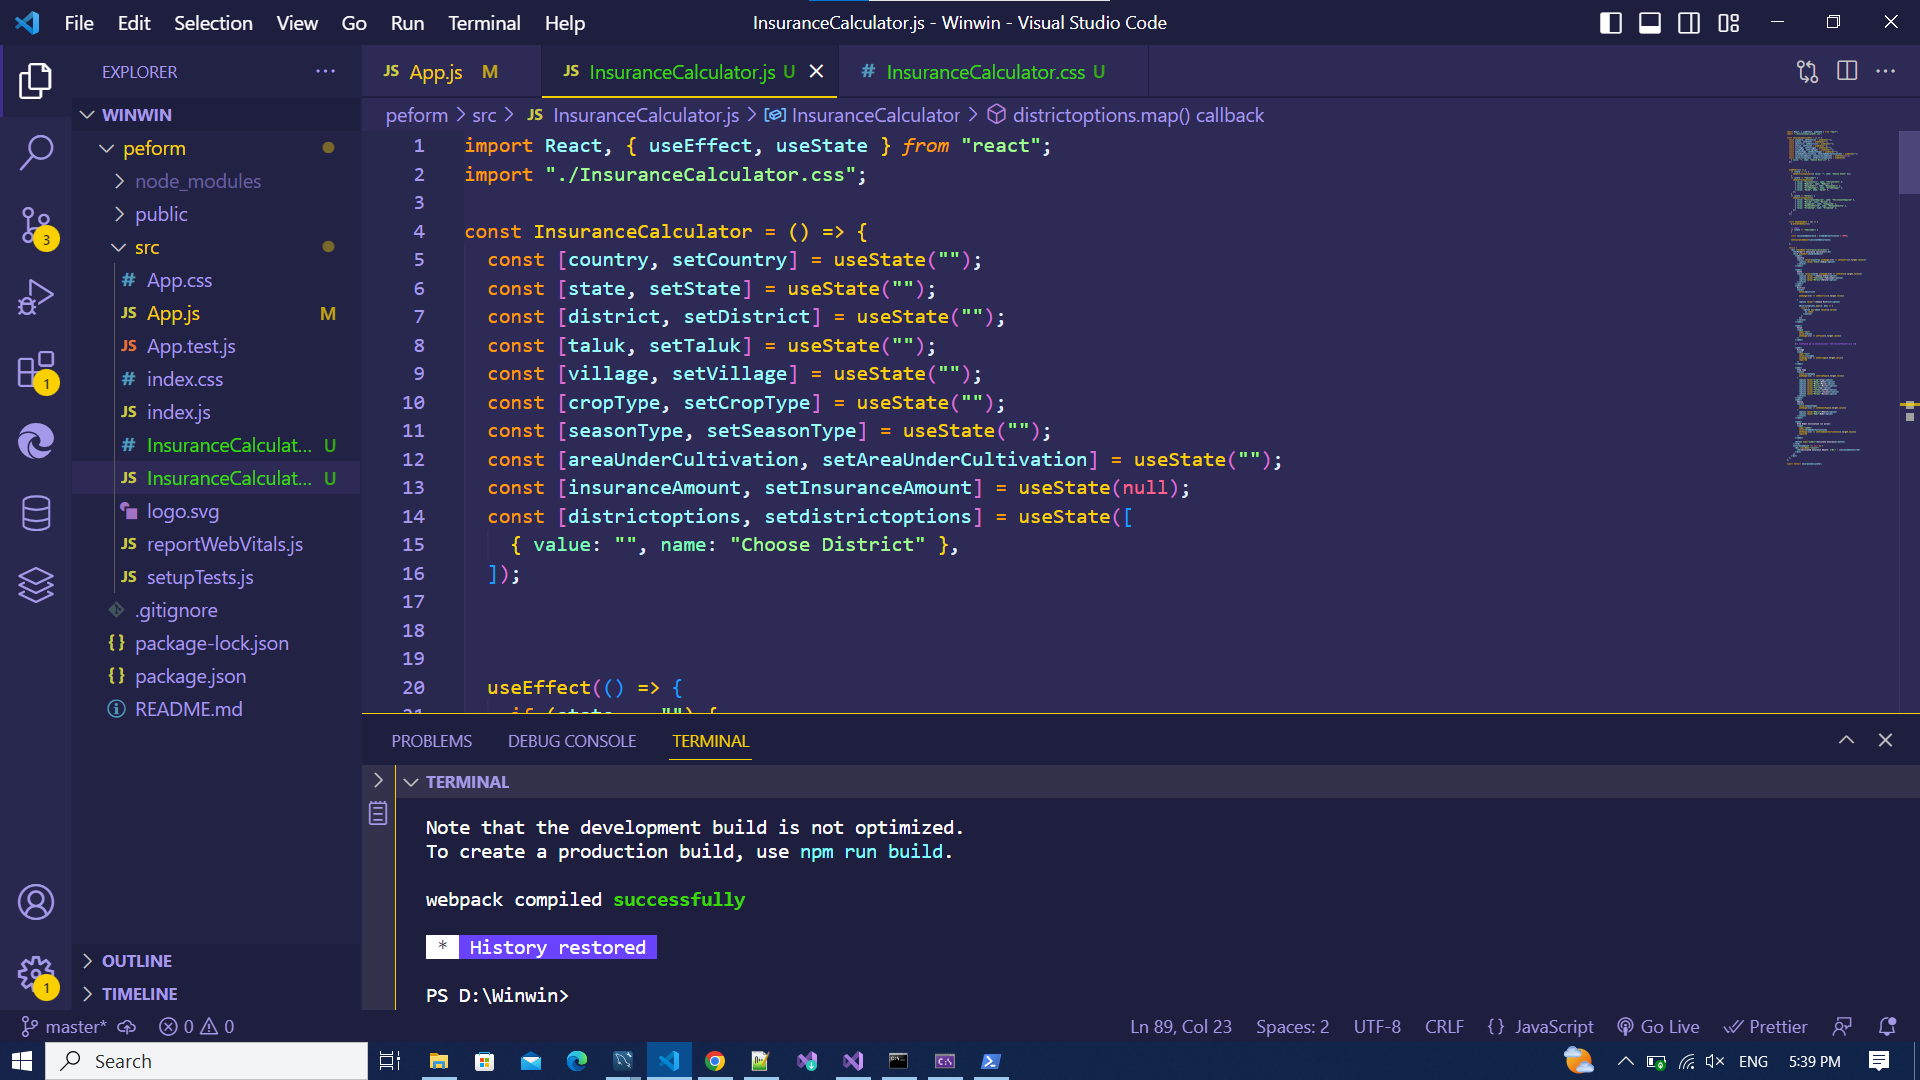 File Edit Selection View Go Run Terminal Help
InsuranceCalculator.js - Winwin - Visual Studio Code
EXPLORER
WINWIN
peform
node_modules
public
src
# App.css
JS App.js M
JS App.test.js
# index.css
JS index.js
# InsuranceCalculat... U
JS InsuranceCalculat... U
logo.svg
JS reportWebVitals.js
JS setupTests.js
.gitignore
{} package-lock.json
{} package.json
README.md
OUTLINE
TIMELINE
3
1
1
JS App.js M
JS InsuranceCalculator.js U
# InsuranceCalculator.css U
peform > src > JS InsuranceCalculator.js > InsuranceCalculator > districtoptions.map() callback
1 import React, { useEffect, useState } from "react";
2 import "./InsuranceCalculator.css";
3
4 const InsuranceCalculator = () => {
5 const [country, setCountry] = useState("");
6 const [state, setState] = useState("");
7 const [district, setDistrict] = useState("");
8 const [taluk, setTaluk] = useState("");
9 const [village, setVillage] = useState("");
10 const [cropType, setCropType] = useState("");
11 const [seasonType, setSeasonType] = useState("");
12 const [areaUnderCultivation, setAreaUnderCultivation] = useState("");
13 const [insuranceAmount, setInsuranceAmount] = useState(null);
14 const [districtoptions, setdistrictoptions] = useState([
15 { value: "", name: "Choose District" },
16 ]);
17
18
19
20 useEffect(() => {
PROBLEMS DEBUG CONSOLE TERMINAL
TERMINAL
Note that the development build is not optimized.
To create a production build, use npm run build.
webpack compiled successfully
* History restored
PS D:\Winwin>
master* 0 0
Ln 89, Col 23 Spaces: 2 UTF-8 CRLF {} JavaScript Go Live Prettier
Search
ENG 5:39 PM